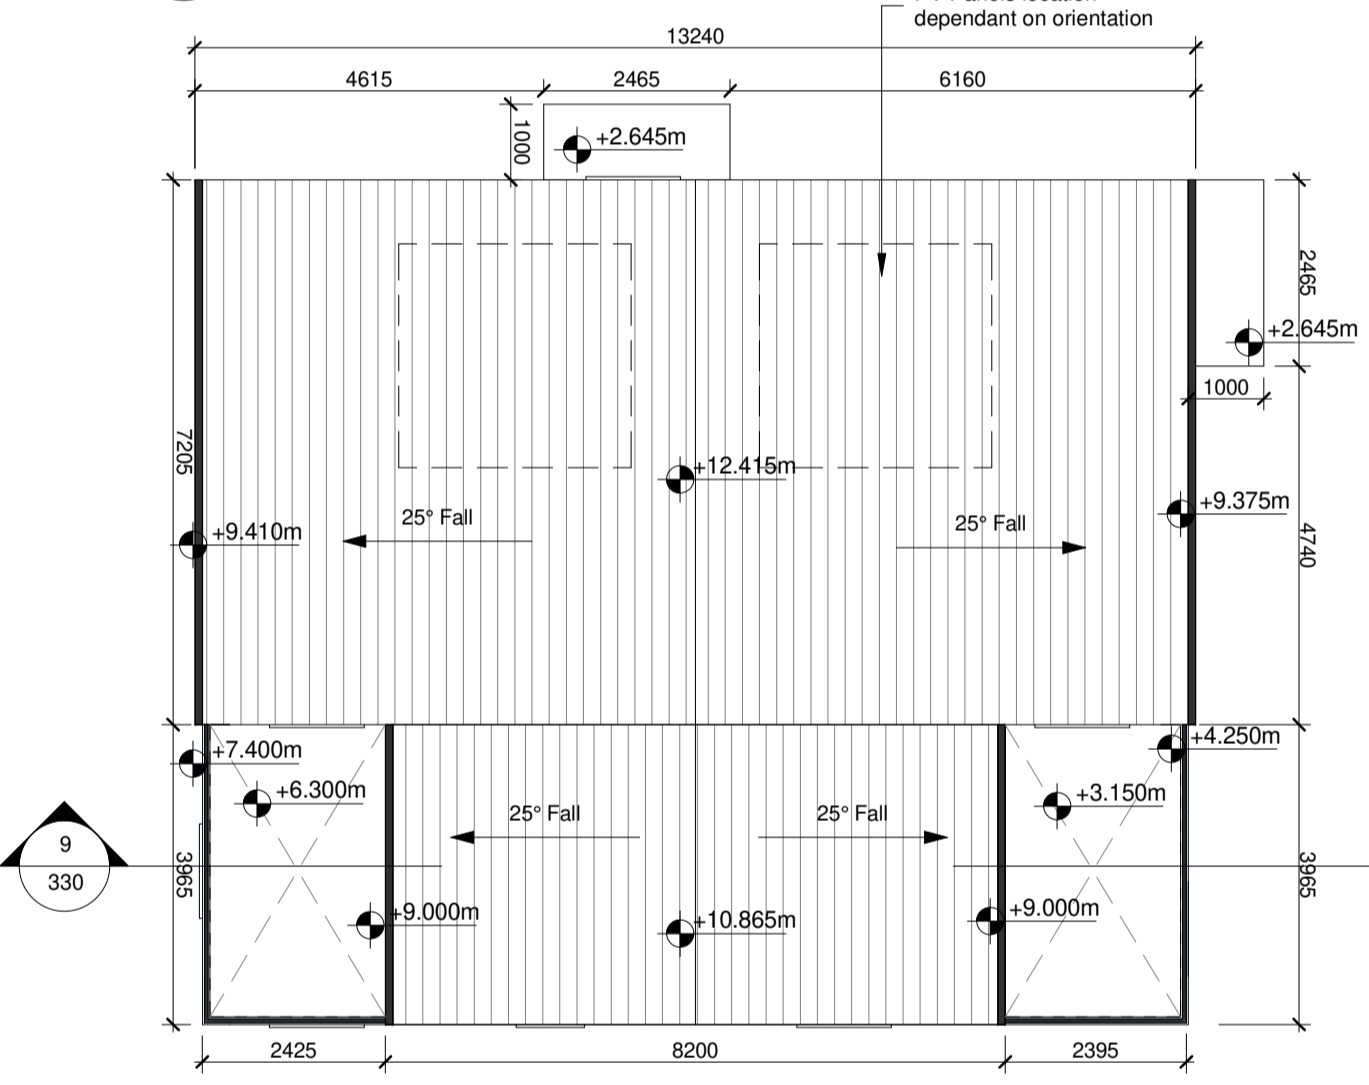 dependant on orientation
13240
4615
2465
6160
1000
+2.645m
2465
+2.645m
1000
7205
+12.415m
+9.375m
25° Fall
25° Fall
+9.410m
4740
+7.400m
+4.250m
+6.300m
+3.150m
25° Fall
25° Fall
9
330
3965
3965
+9.000m
+10.865m
+9.000m
2425
8200
2395